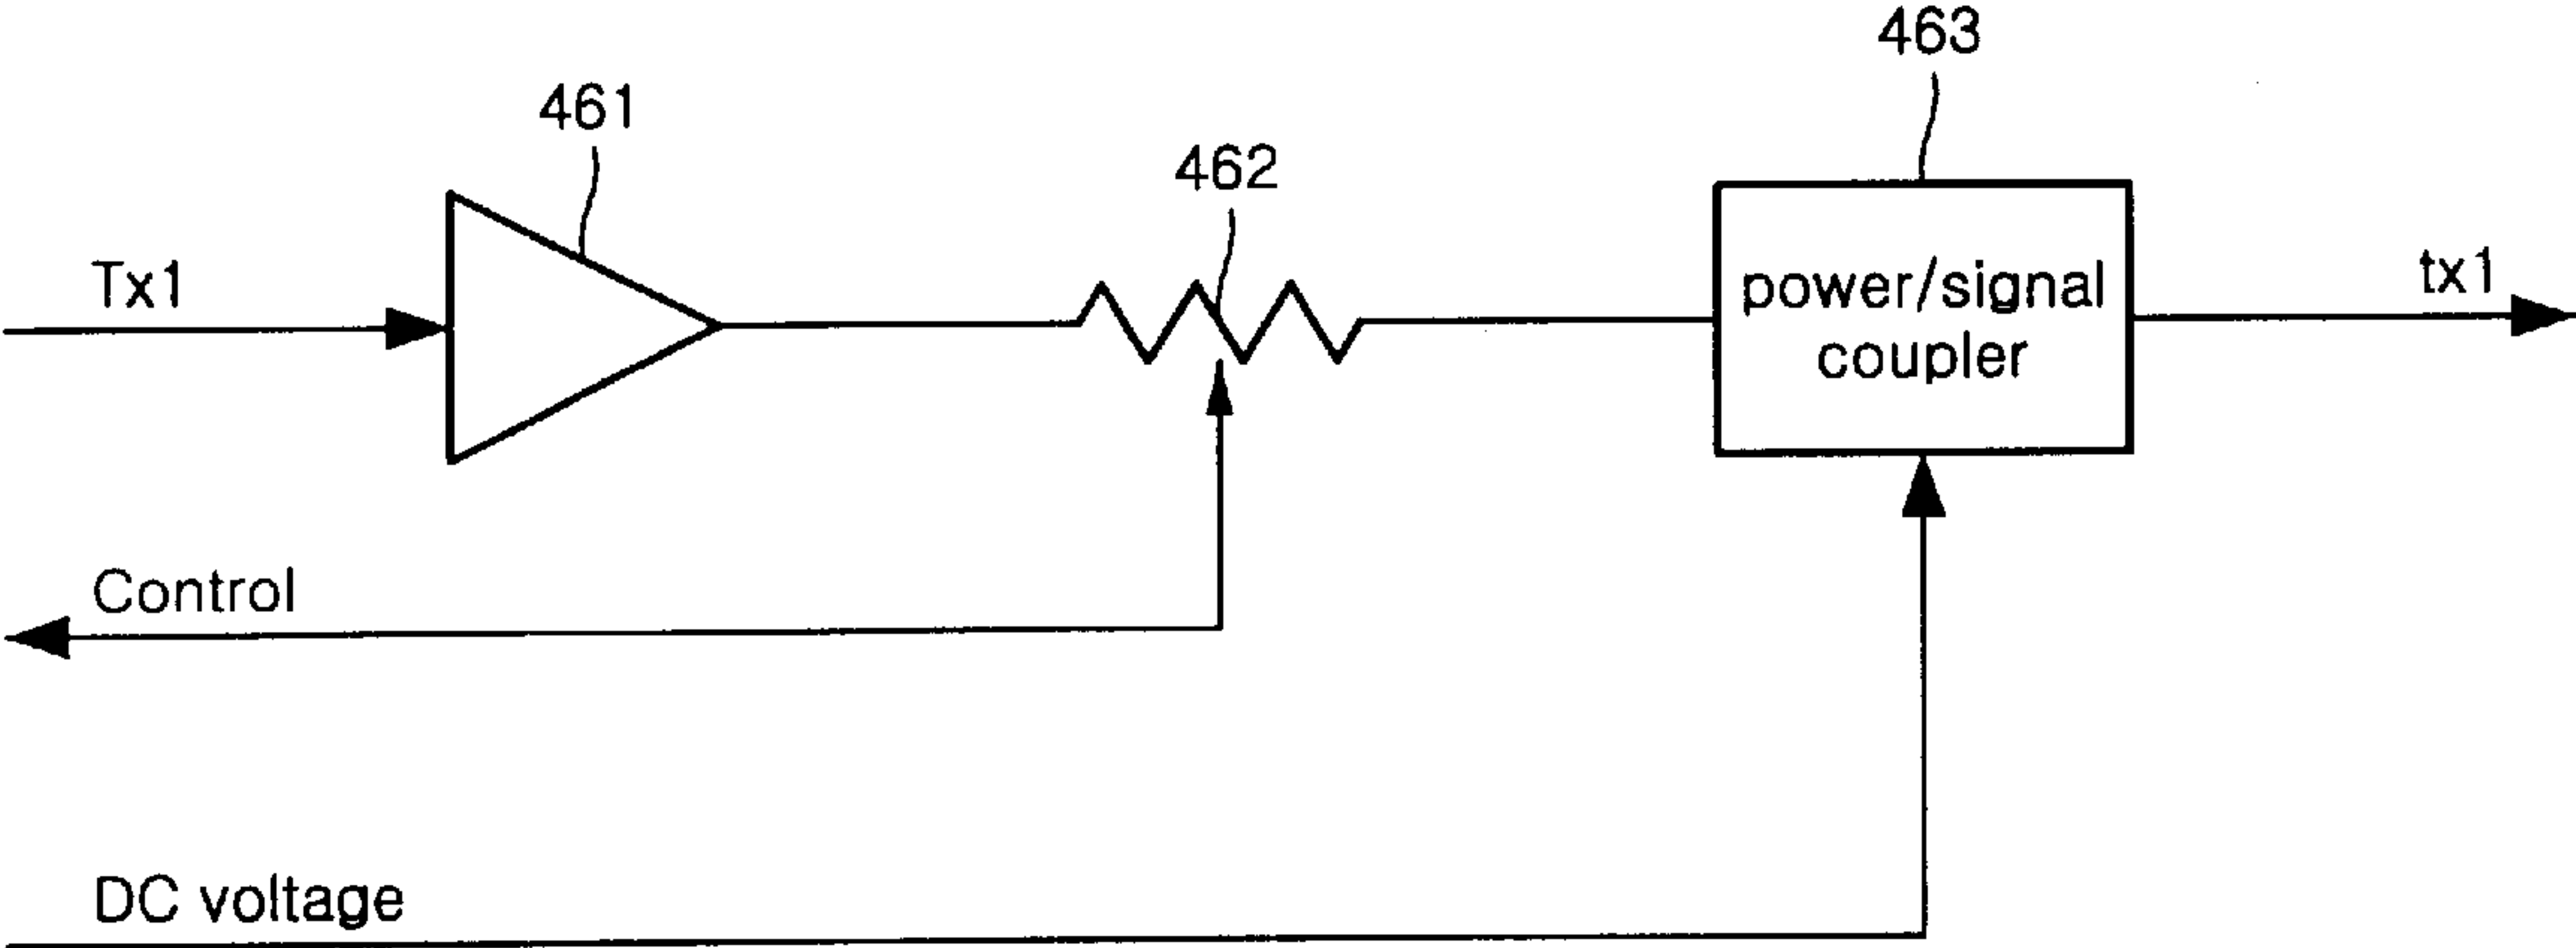 463
461
462
Tx1
power/signal
coupler
tx1
Control
DC voltage